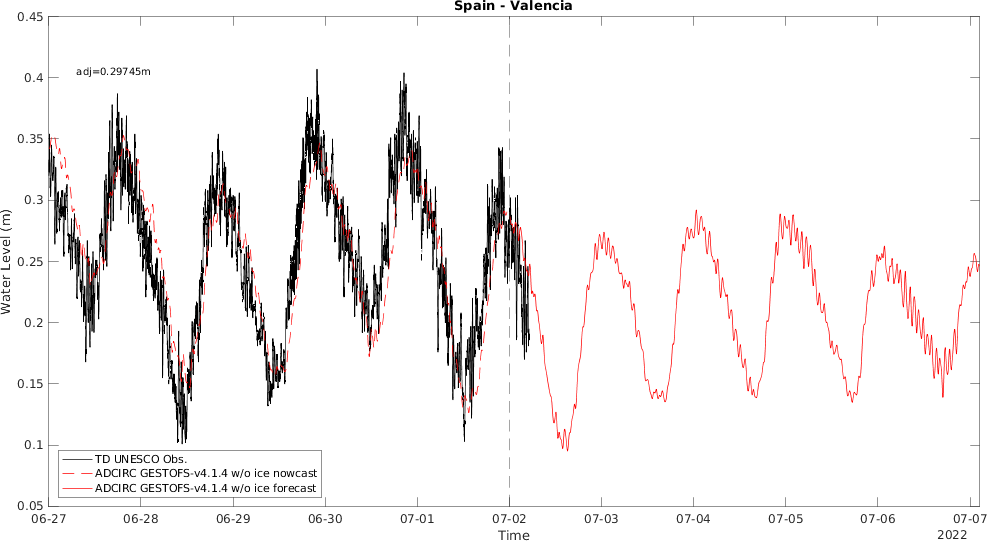 Spain - Valencia
adj=0.29745m
Water Level (m)
0.45
0.4
0.35
0.3
0.25
0.2
0.15
0.1
0.05
TD UNESCO Obs.
ADCIRC GESTOFS-v4.1.4 w/o ice nowcast
ADCIRC GESTOFS-v4.1.4 w/o ice forecast
06-27 06-28 06-29 06-30 07-01 07-02 07-03 07-04 07-05 07-06 07-07
Time
2022